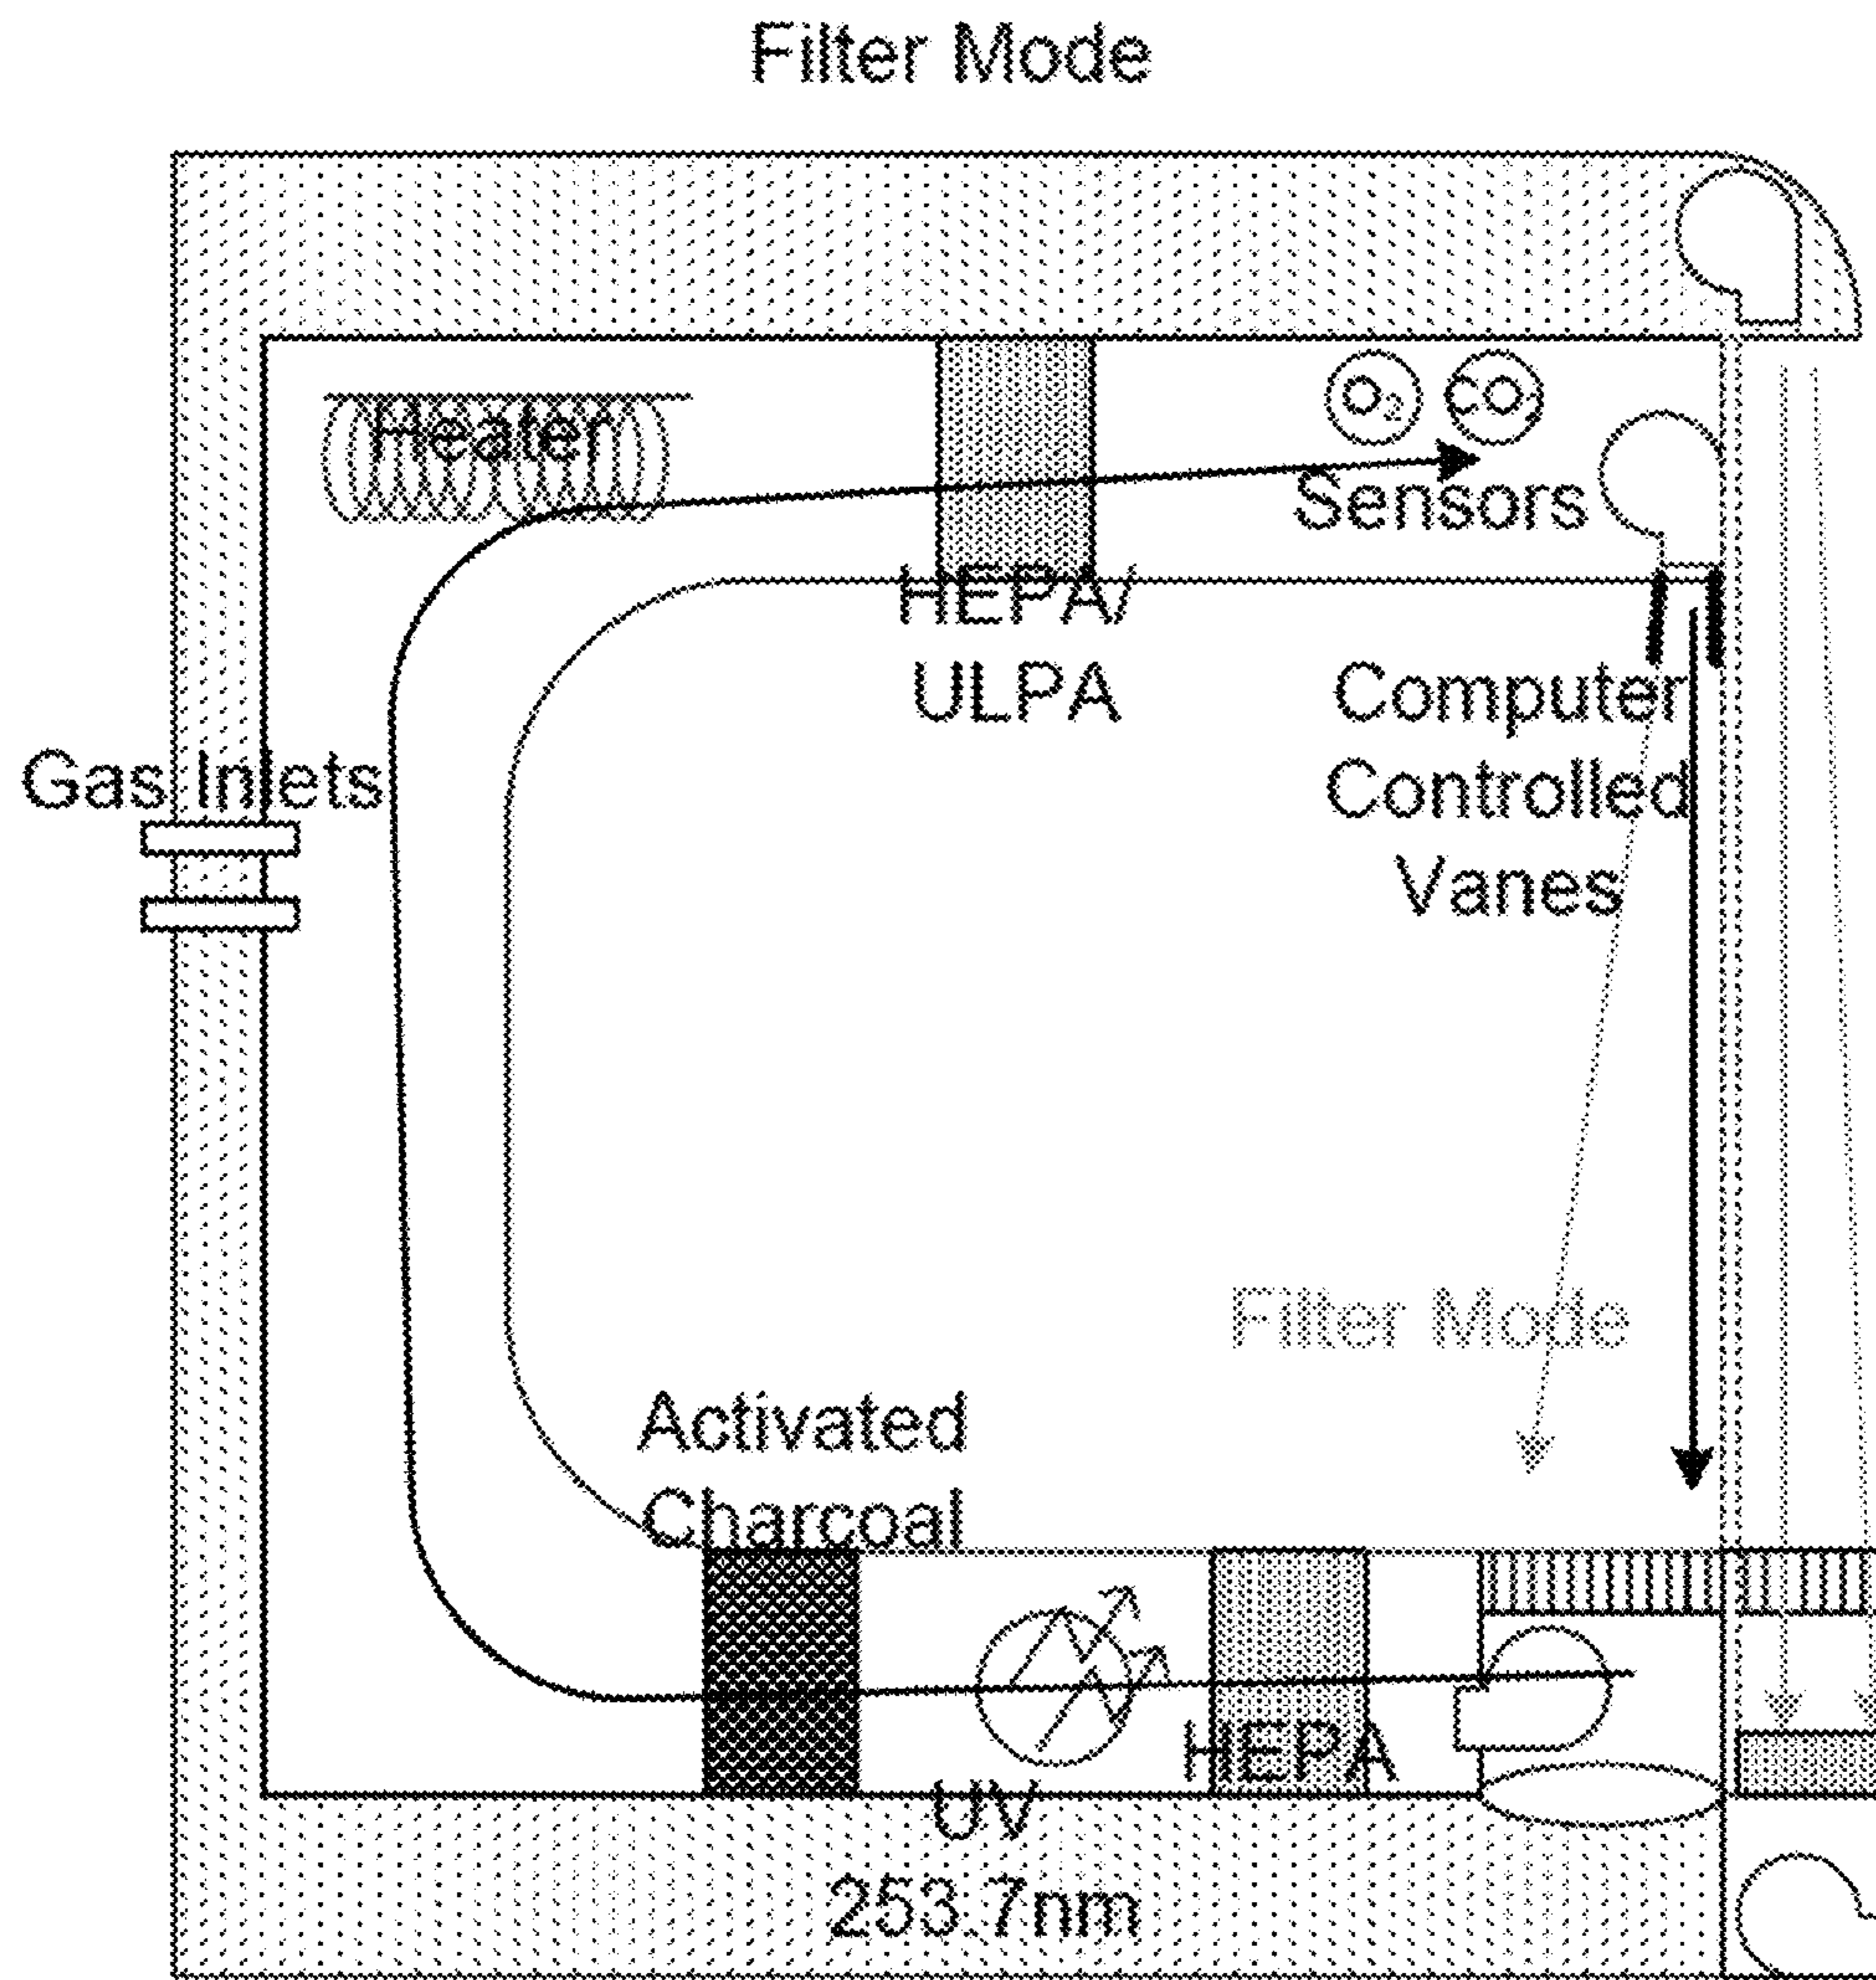 Filter Mode
Heater
O₂
CO₂
Sensors
HEPA/
ULPA
Computer
Controlled
Vanes
Gas Inlets
Filter Mode
Activated
Charcoal
HEPA
UV
253.7nm